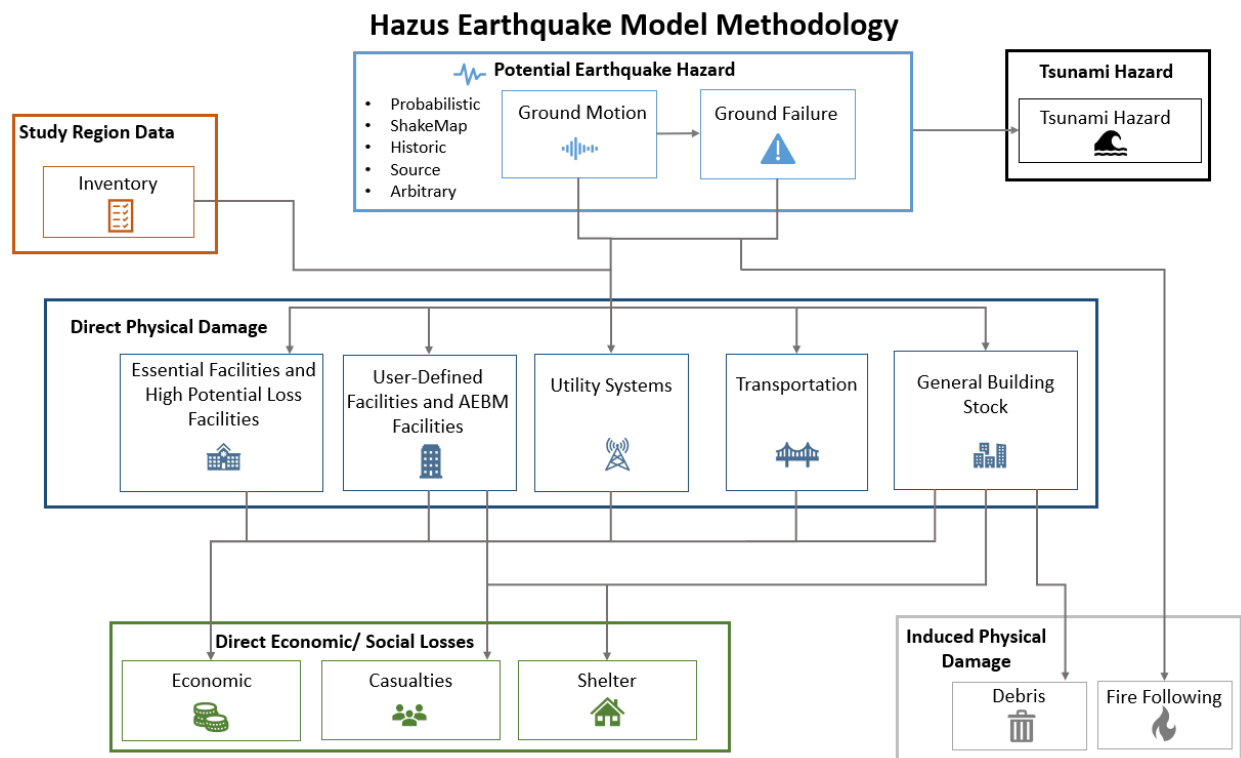 Hazus Earthquake Model Methodology
Potential Earthquake Hazard
• Probabilistic
• ShakeMap
• Historic
• Source
• Arbitrary
Ground Motion
Ground Failure
Tsunami Hazard
Tsunami Hazard
Study Region Data
Inventory
Direct Physical Damage
Essential Facilities and
High Potential Loss
Facilities
User-Defined
Facilities and AEBM
Facilities
Utility Systems
Transportation
General Building
Stock
Direct Economic/ Social Losses
Economic
Casualties
Shelter
Induced Physical
Damage
Debris
Fire Following